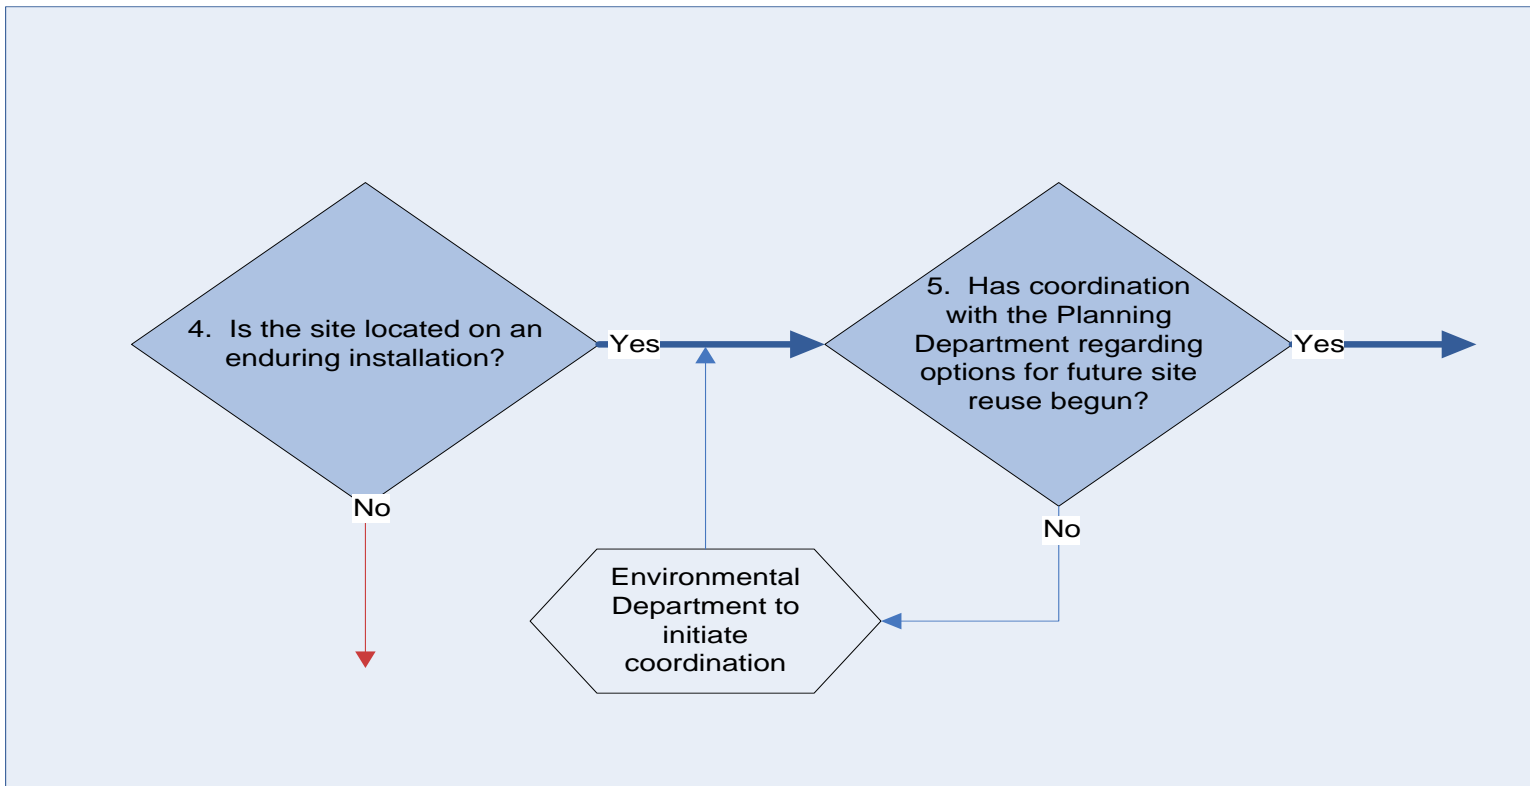 4. Is the site located on an
enduring installation?
Yes
No
5. Has coordination
with the Planning
Department regarding
options for future site
reuse begun?
Yes
No
Environmental
Department to
initiate
coordination